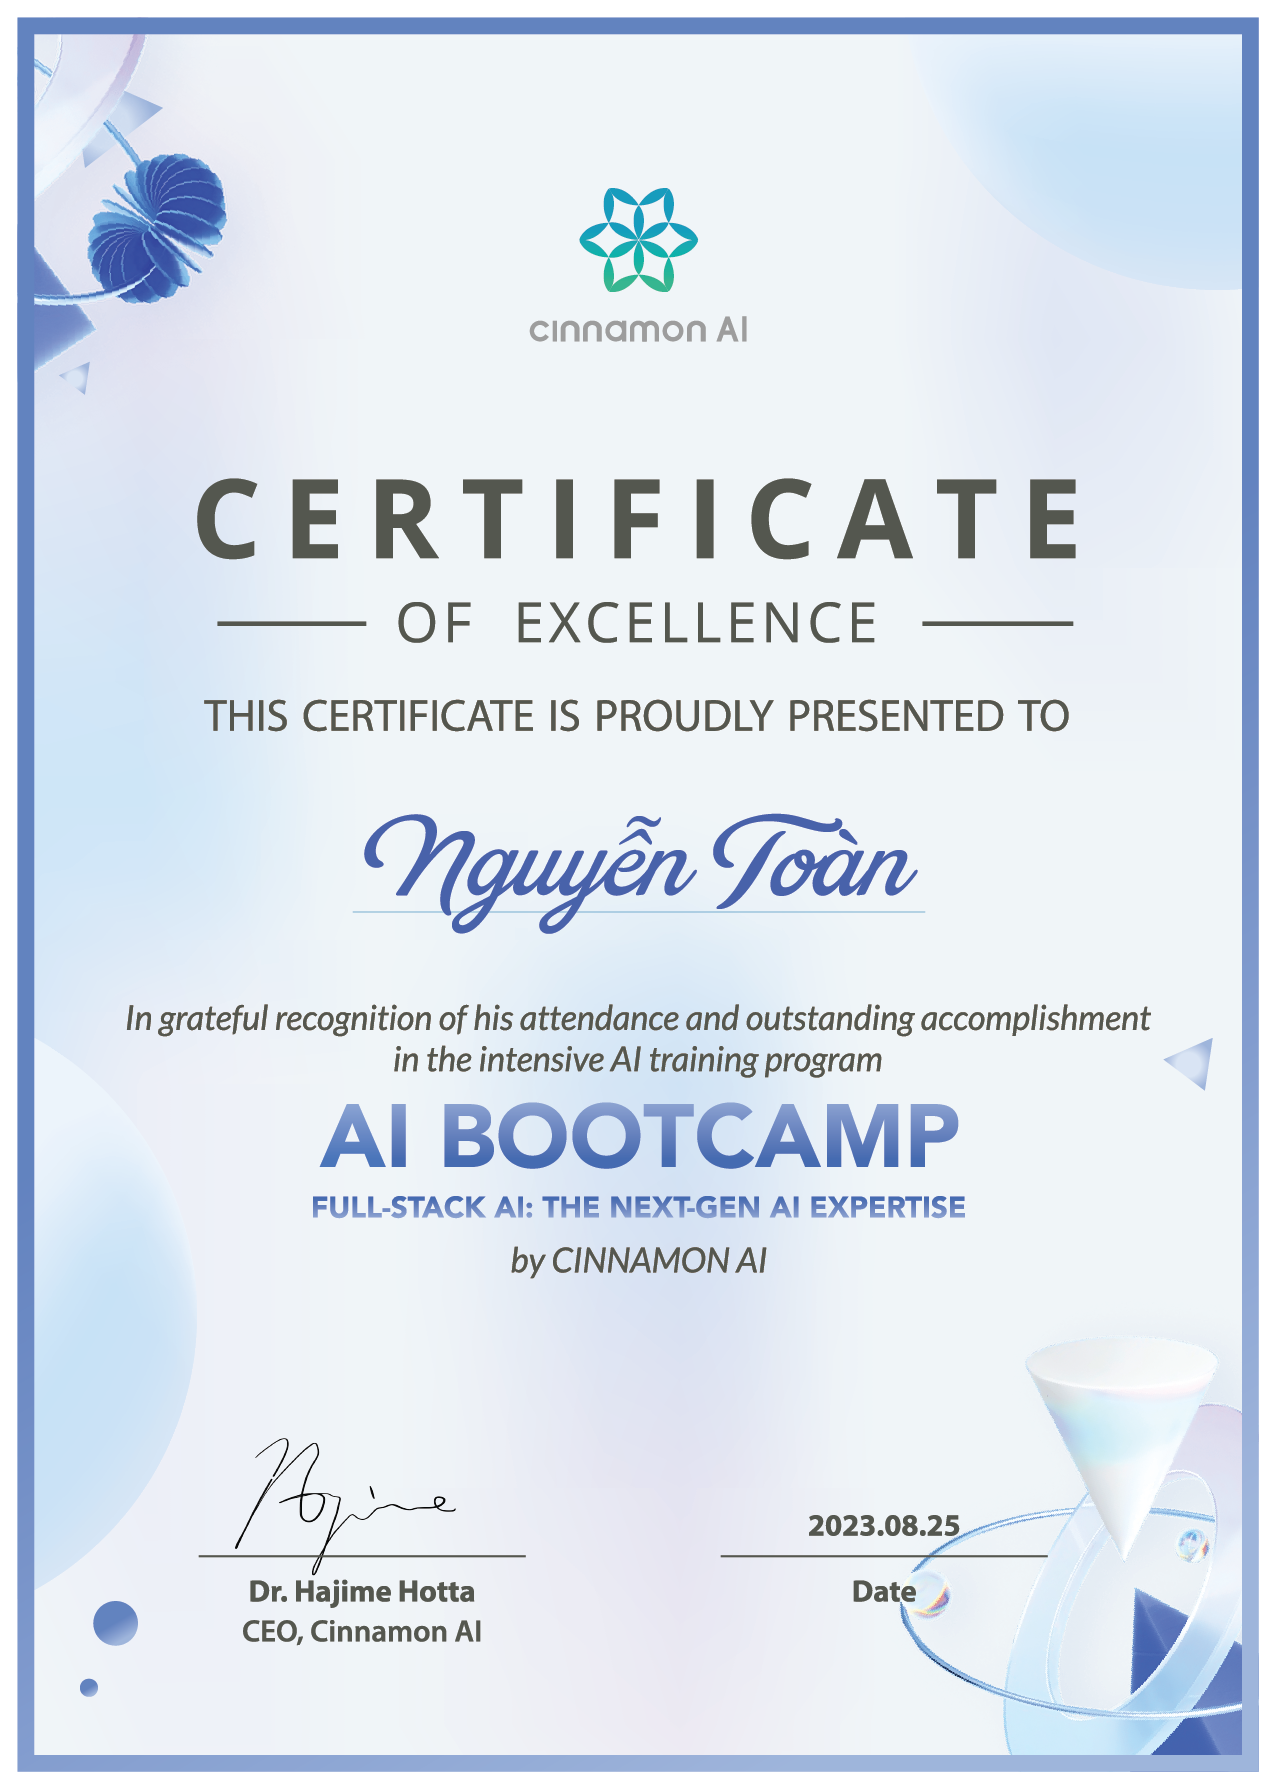 cinnamon AI
CERTIFICATE
OF EXCELLENCE
THIS CERTIFICATE IS PROUDLY PRESENTED TO
Nguyễn Toàn
In grateful recognition of his attendance and outstanding accomplishment
in the intensive AI training program
AI BOOTCAMP
FULL-STACK AI: THE NEXT-GEN AI EXPERTISE
by CINNAMON AI
Hajime
2023.08.25
Dr. Hajime Hotta
Date
CEO, Cinnamon AI